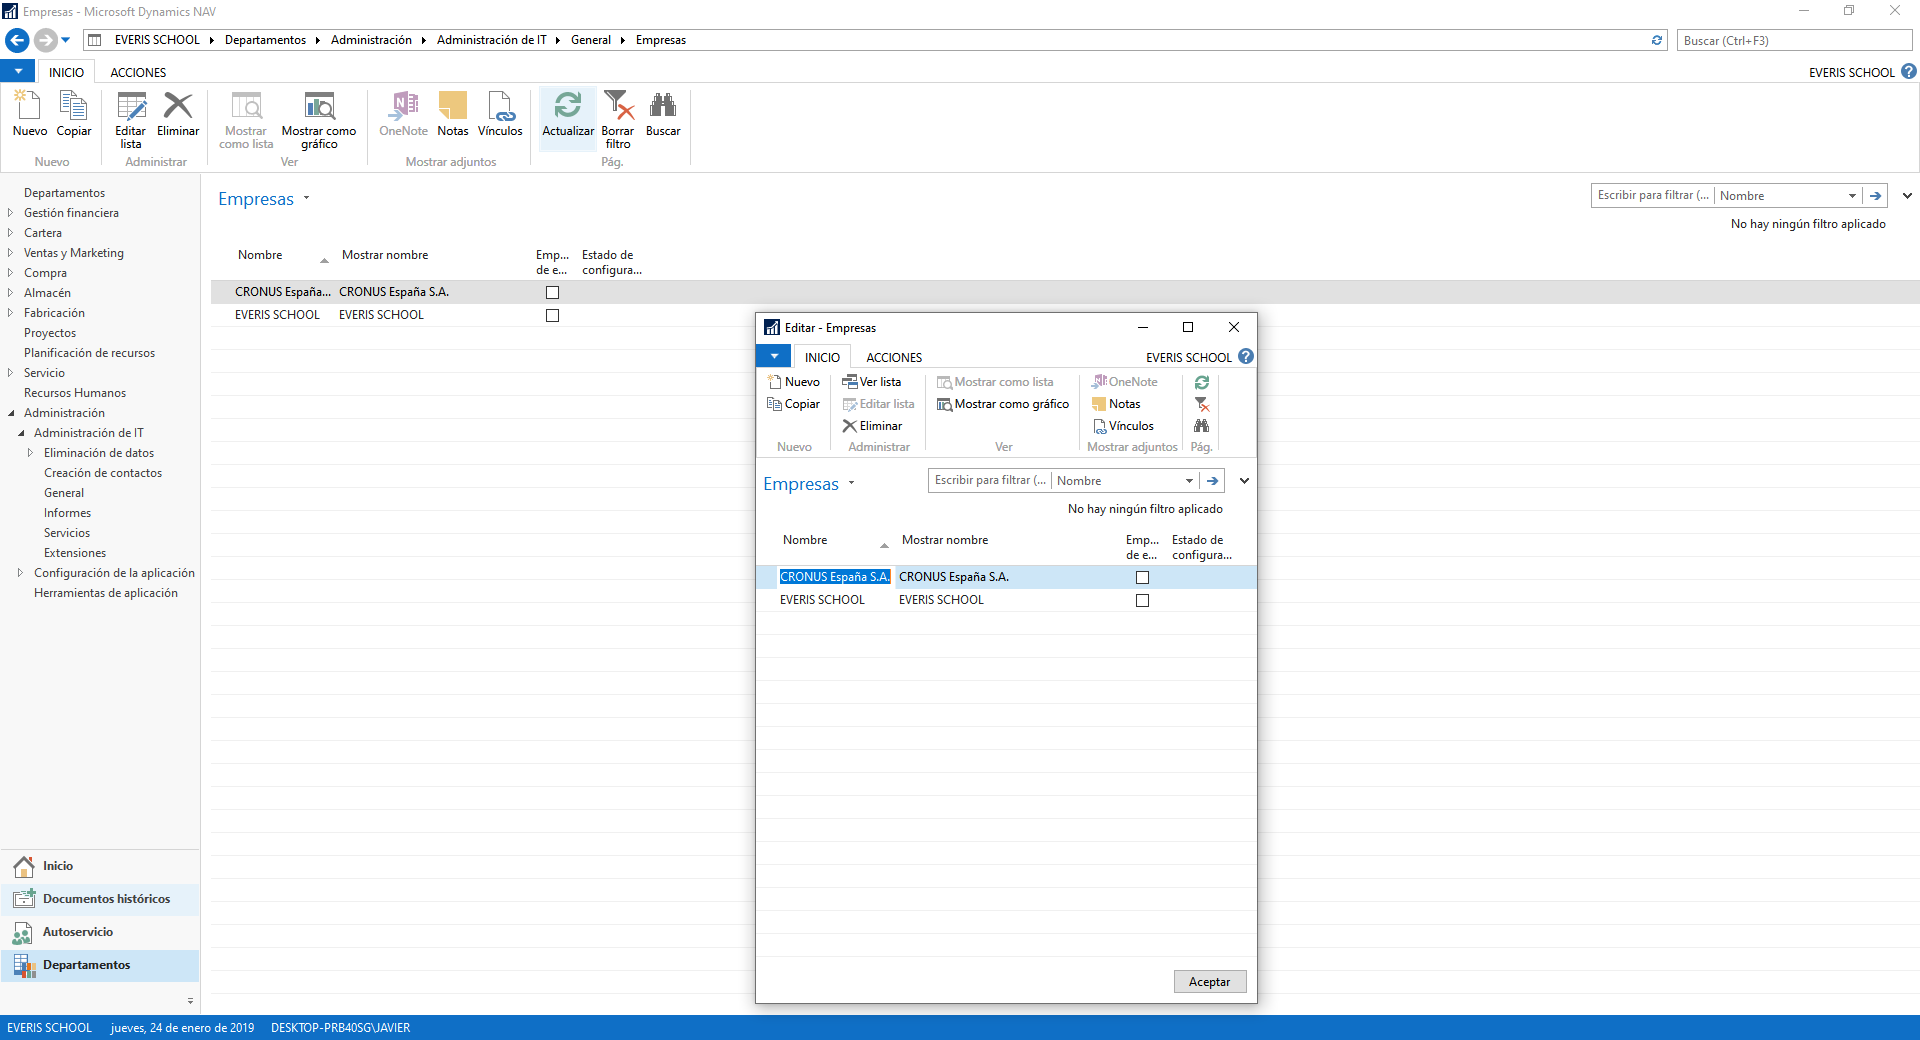 Empresas - Microsoft Dynamics NAV
EVERIS SCHOOL Departamentos Administración Administración de IT General Empresas
Buscar (Ctrl+F3)
INICIO ACCIONES
EVERIS SCHOOL
Nuevo Copiar Editar lista Eliminar Mostrar como lista Mostrar como gráfico OneNote Notas Vínculos Actualizar Borrar filtro Buscar
Nuevo Administrar Ver Mostrar adjuntos Pág.
Departamentos
Gestión financiera
Cartera
Ventas y Marketing
Compra
Almacén
Fabricación
Proyectos
Planificación de recursos
Servicio
Recursos Humanos
Administración
Administración de IT
Eliminación de datos
Creación de contactos
General
Informes
Servicios
Extensiones
Configuración de la aplicación
Herramientas de aplicación
Inicio
Documentos históricos
Autoservicio
Departamentos
Empresas
Escribir para filtrar (... Nombre
No hay ningún filtro aplicado
Nombre Mostrar nombre Emp... de e... Estado de configura...
CRONUS España... CRONUS España S.A.
EVERIS SCHOOL EVERIS SCHOOL
Editar - Empresas
INICIO ACCIONES EVERIS SCHOOL
Nuevo Ver lista Mostrar como lista OneNote
Copiar Editar lista Mostrar como gráfico Notas
Eliminar Vínculos
Nuevo Administrar Ver Mostrar adjuntos Pág.
Empresas
Escribir para filtrar (... Nombre
No hay ningún filtro aplicado
Nombre Mostrar nombre Emp... de e... Estado de configura...
CRONUS España S.A. CRONUS España S.A.
EVERIS SCHOOL EVERIS SCHOOL
Aceptar
EVERIS SCHOOL jueves, 24 de enero de 2019 DESKTOP-PRB40SG\JAVIER